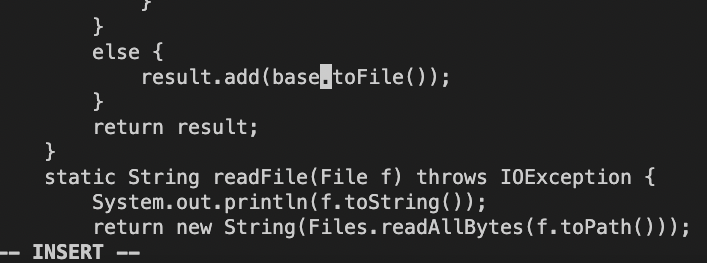 }
        }
        else {
            result.add(base.toFile());
        }
        return result;
    }
    static String readFile(File f) throws IOException {
        System.out.println(f.toString());
        return new String(Files.readAllBytes(f.toPath()));
-- INSERT --